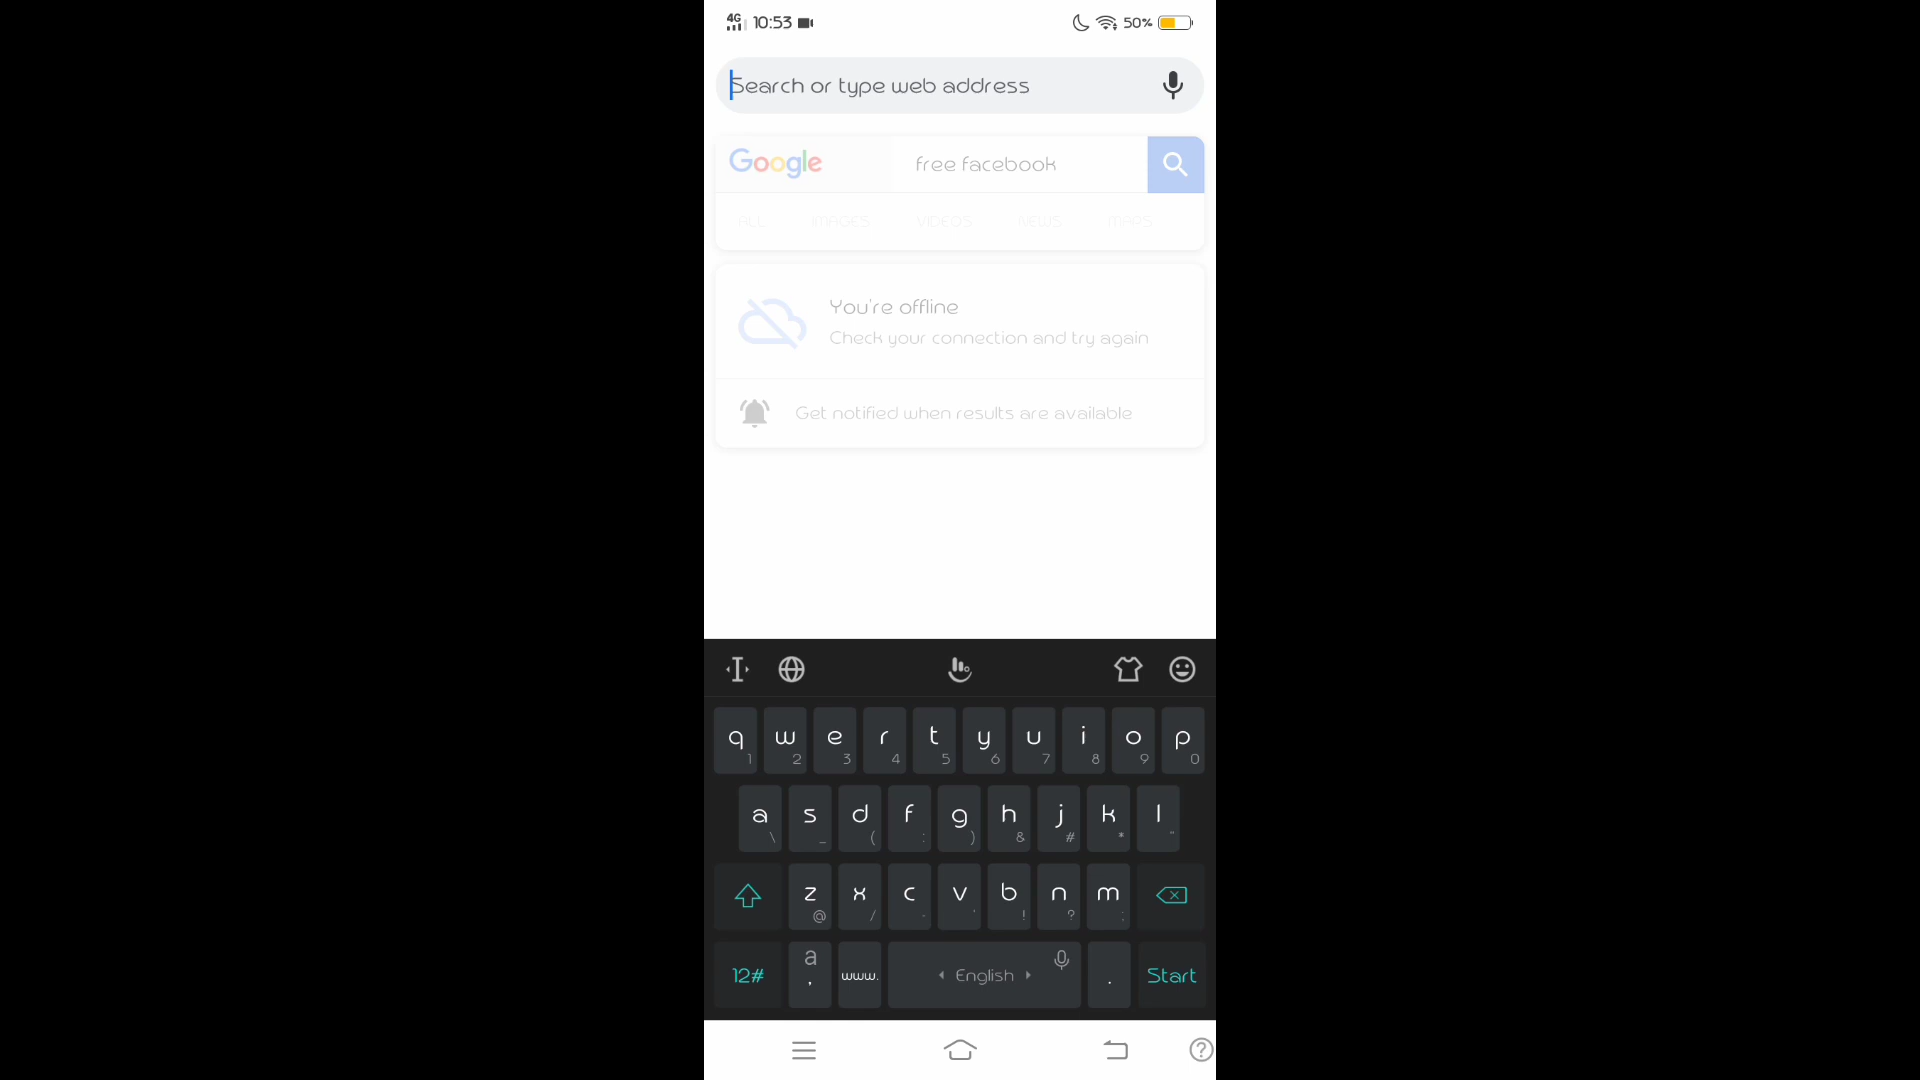 4G 10:53 50%
Search or type web address
Google free facebook
ALL IMAGES VIDEOS NEWS MAPS
You're offline
Check your connection and try again
Get notified when results are available
q w e r t y u i o p
1 2 3 4 5 6 7 8 9 0
a s d f g h j k l
\ _ ( : ) & # * "
z x c v b n m
@ / - ' ! ? ;
12# a , www. English . Start
?